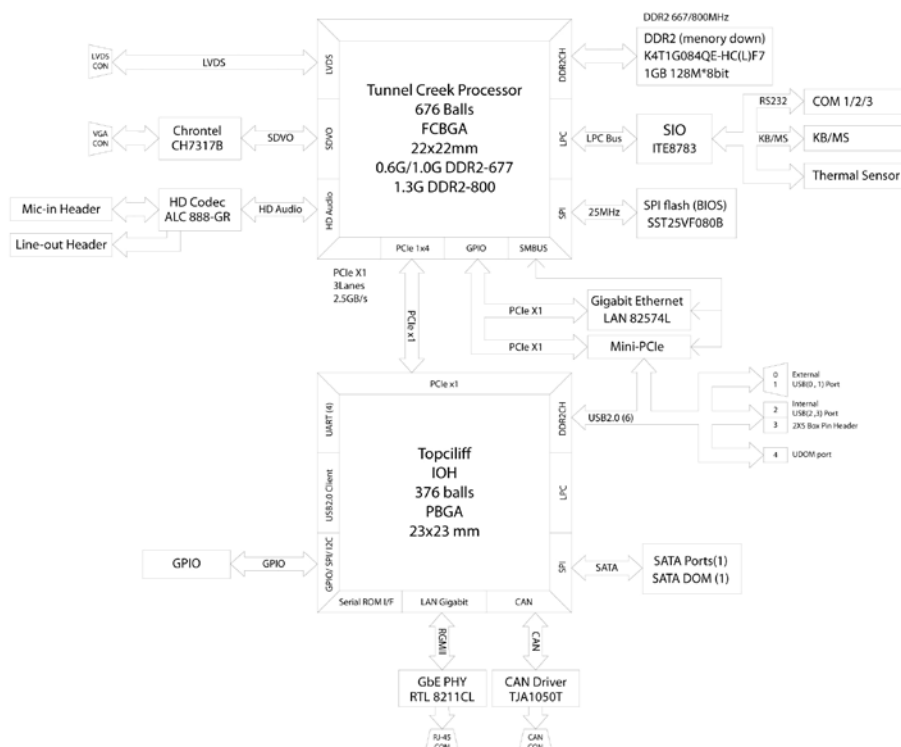 DDR2 667/800MHz
LVDS
CON
LVDS
LVDS
DDR2CH
DDR2 (menory down)
K4T1G084QE-HC(L)F7
1GB 128M*8bit
Tunnel Creek Processor
676 Balls
FCBGA
22x22mm
0.6G/1.0G DDR2-677
1.3G DDR2-800
VGA
CON
Chrontel
CH7317B
SDVO
SDVO
LPC
LPC Bus
SIO
ITE8783
RS232
COM 1/2/3
KB/MS
KB/MS
Thermal Sensor
Mic-in Header
HD Codec
ALC 888-GR
HD Audio
HD Audio
Line-out Header
SPI
25MHz
SPI flash (BIOS)
SST25VF080B
PCIe 1x4
GPIO
SMBUS
PCIe X1
3Lanes
2.5GB/s
PCIe x1
PCIe X1
Gigabit Ethernet
LAN 82574L
PCIe X1
Mini-PCIe
PCIe x1
UART (4)
USB2.0 Client
GPIO/ SPI/ I2C
Topciliff
IOH
376 balls
PBGA
23x23 mm
USB2.0 (6)
0
1
External
USB(0 , 1) Port
2
3
Internal
USB(2 ,3) Port
2X5 Box Pin Header
4
UDOM port
LPC
SPI
SATA
SATA Ports(1)
SATA DOM (1)
GPIO
GPIO
Serial ROM I/F
LAN Gigabit
CAN
RGMII
CAN
GbE PHY
RTL 8211CL
CAN Driver
TJA1050T
RJ-45
CON
CAN
CON